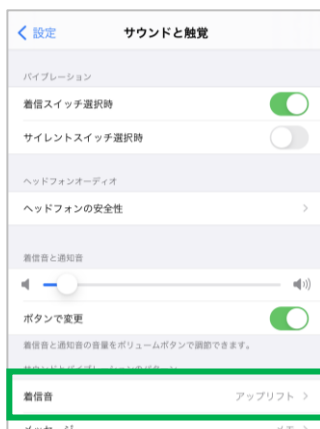 設定
サウンドと触覚
バイブレーション
着信スイッチ選択時
サイレントスイッチ選択時
ヘッドフォンオーディオ
ヘッドフォンの安全性
着信音と通知音
ボタンで変更
着信音と通知音の音量をボリュームボタンで調節できます。
着信音 アップリフト